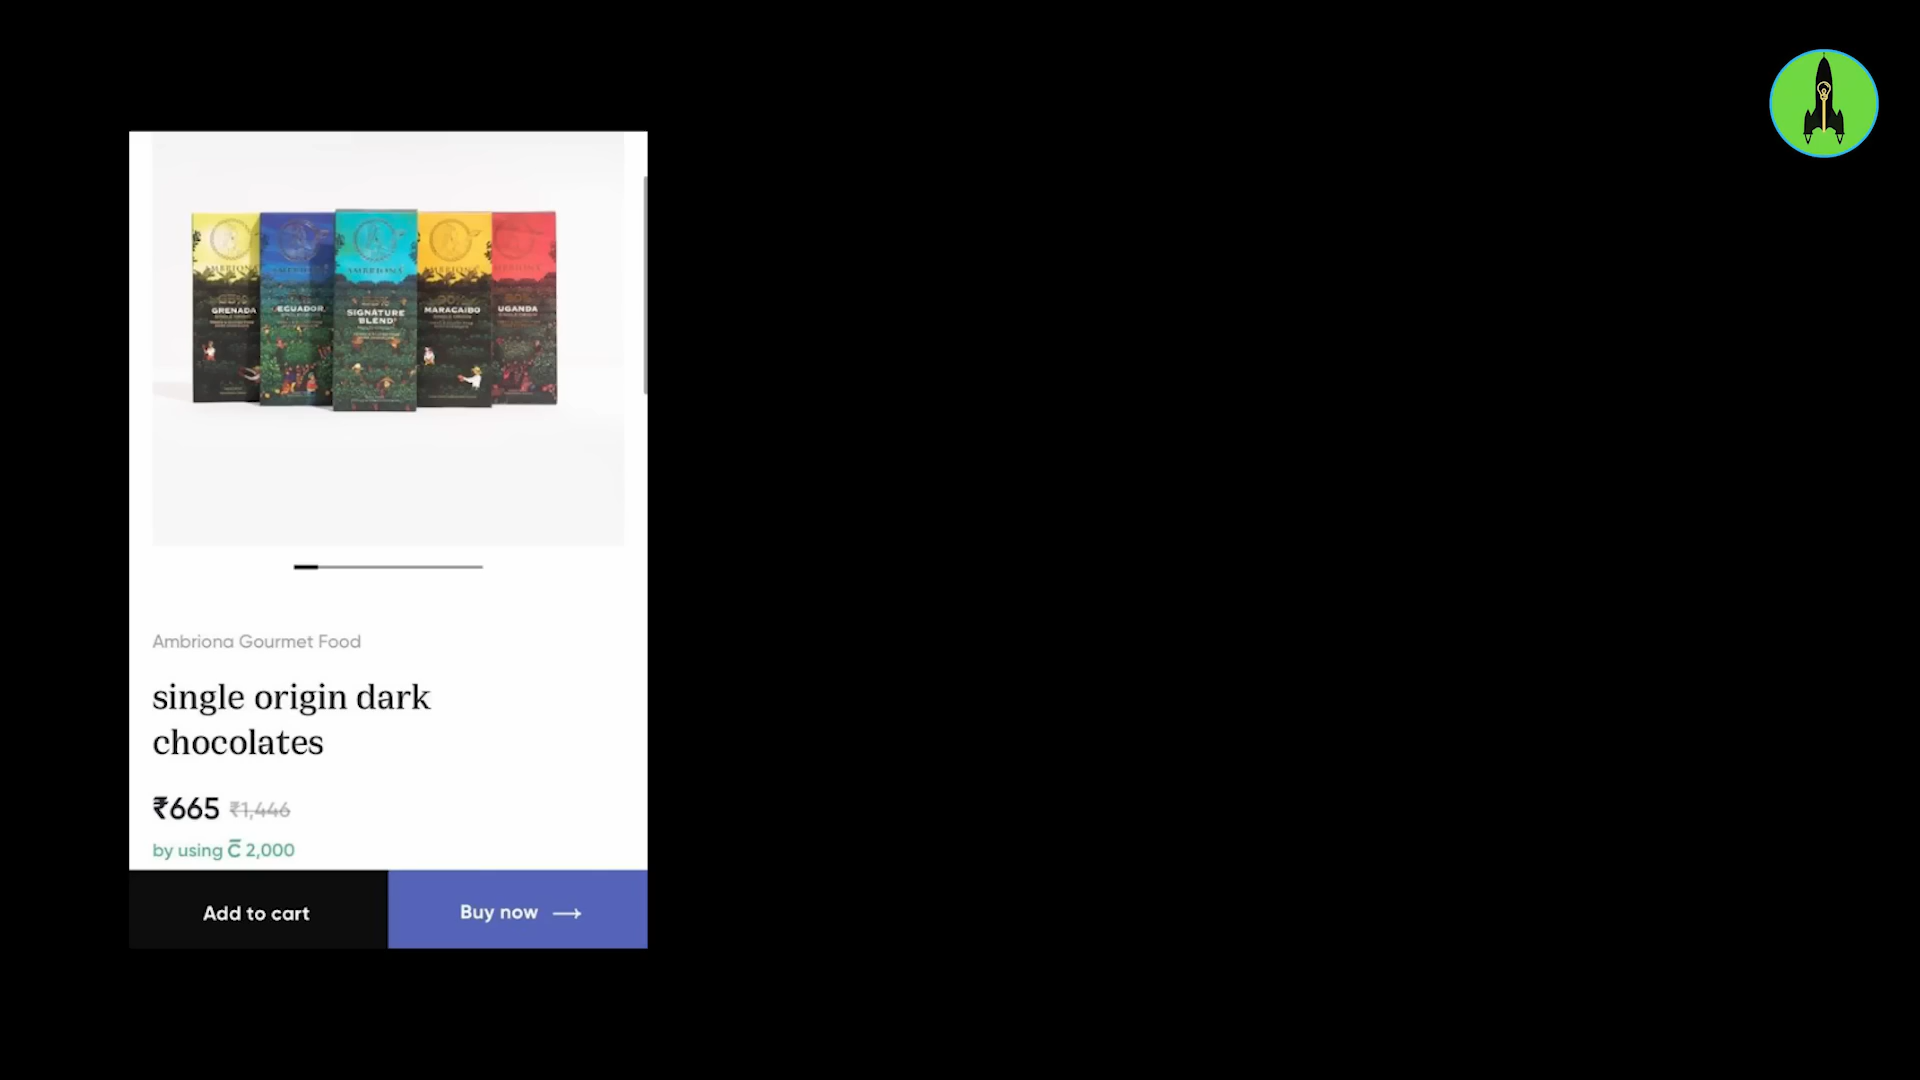 AMBRIONA
GRENADA
ECUADOR
SIGNATURE
BLEND
MARACAIBO
UGANDA
Ambriona Gourmet Food
single origin dark
chocolates
₹665 ₹1,446
by using C̅ 2,000
Add to cart
Buy now →